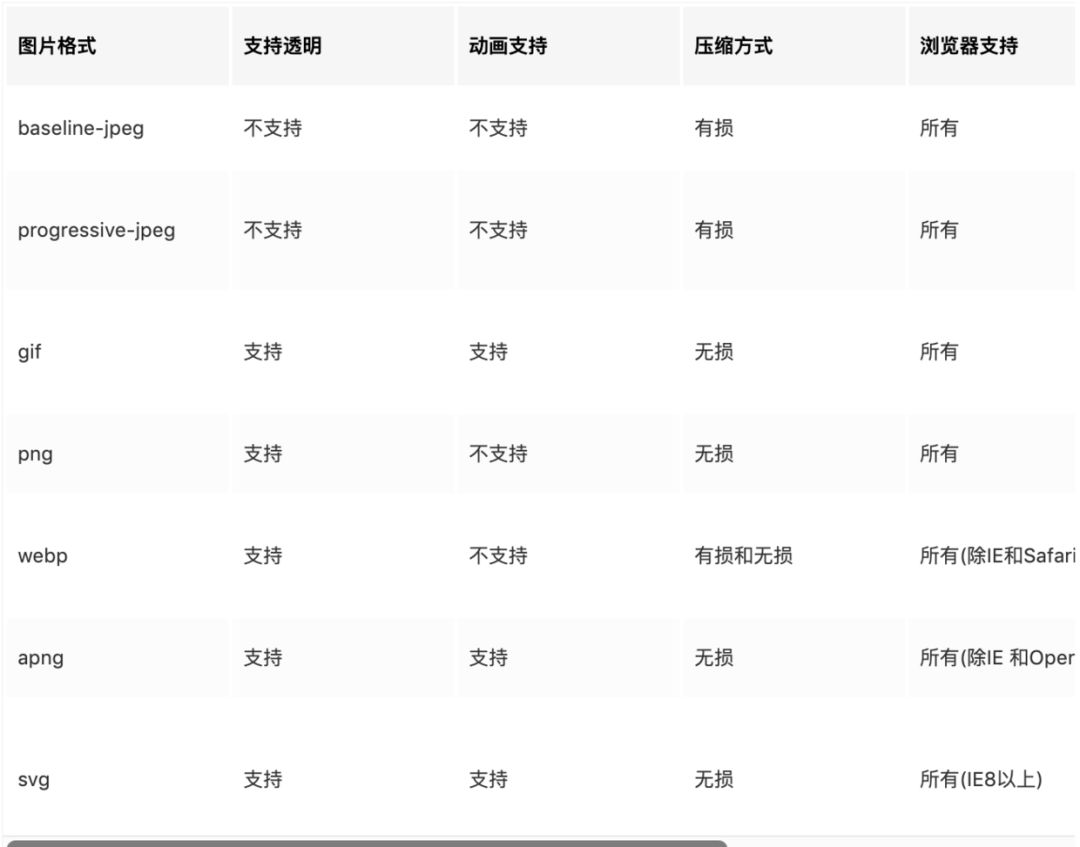 图片格式 支持透明 动画支持 压缩方式 浏览器支持
baseline-jpeg 不支持 不支持 有损 所有
progressive-jpeg 不支持 不支持 有损 所有
gif 支持 支持 无损 所有
png 支持 不支持 无损 所有
webp 支持 不支持 有损和无损 所有(除IE和Safari
apng 支持 支持 无损 所有(除IE 和Oper
svg 支持 支持 无损 所有(IE8以上)